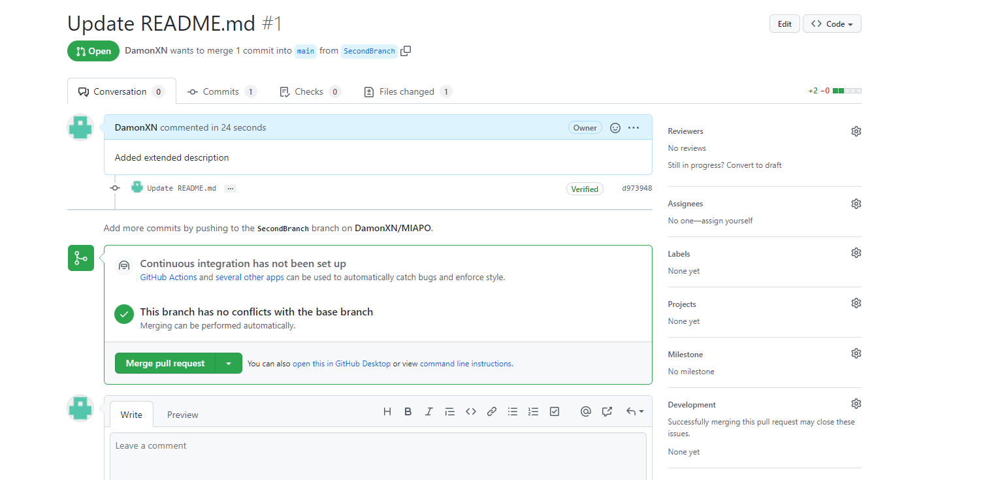 Update README.md #1
Edit
Code
Open
DamonXN wants to merge 1 commit into main from SecondBranch
Conversation 0
Commits 1
Checks 0
Files changed 1
+2 −0
DamonXN commented in 24 seconds
Owner
Added extended description
Update README.md ...
Verified
d973948
Add more commits by pushing to the SecondBranch branch on DamonXN/MIAPO.
Continuous integration has not been set up
GitHub Actions and several other apps can be used to automatically catch bugs and enforce style.
This branch has no conflicts with the base branch
Merging can be performed automatically.
Merge pull request
You can also open this in GitHub Desktop or view command line instructions.
Write
Preview
Leave a comment
Reviewers
No reviews
Still in progress? Convert to draft
Assignees
No one—assign yourself
Labels
None yet
Projects
None yet
Milestone
No milestone
Development
Successfully merging this pull request may close these
issues.
None yet